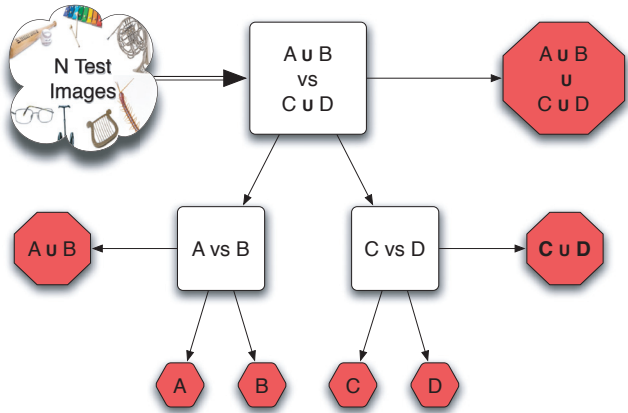 N Test
Images
A ∪ B
vs
C ∪ D
A ∪ B
∪
C ∪ D
A ∪ B
A vs B
C vs D
C ∪ D
A
B
C
D